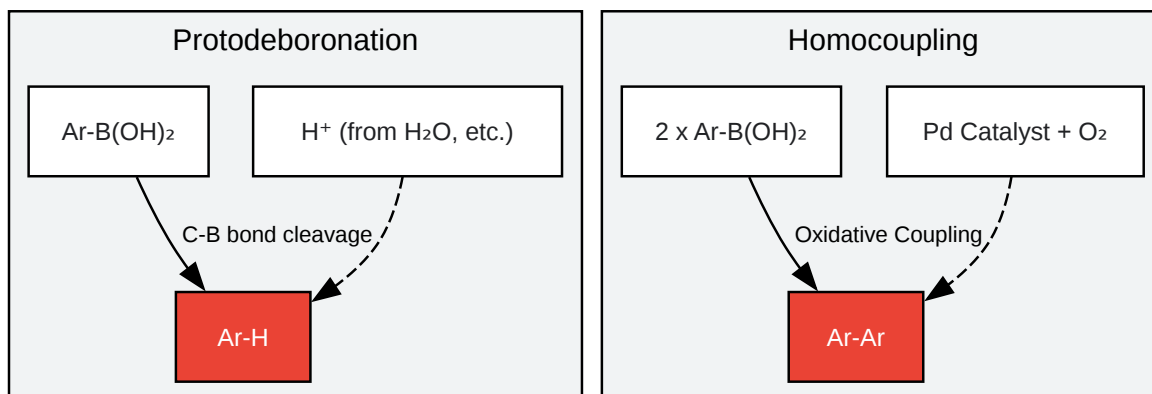 Protodeboronation
Ar-B(OH)₂
H⁺ (from H₂O, etc.)
C-B bond cleavage
Ar-H
Homocoupling
2 x Ar-B(OH)₂
Pd Catalyst + O₂
Oxidative Coupling
Ar-Ar